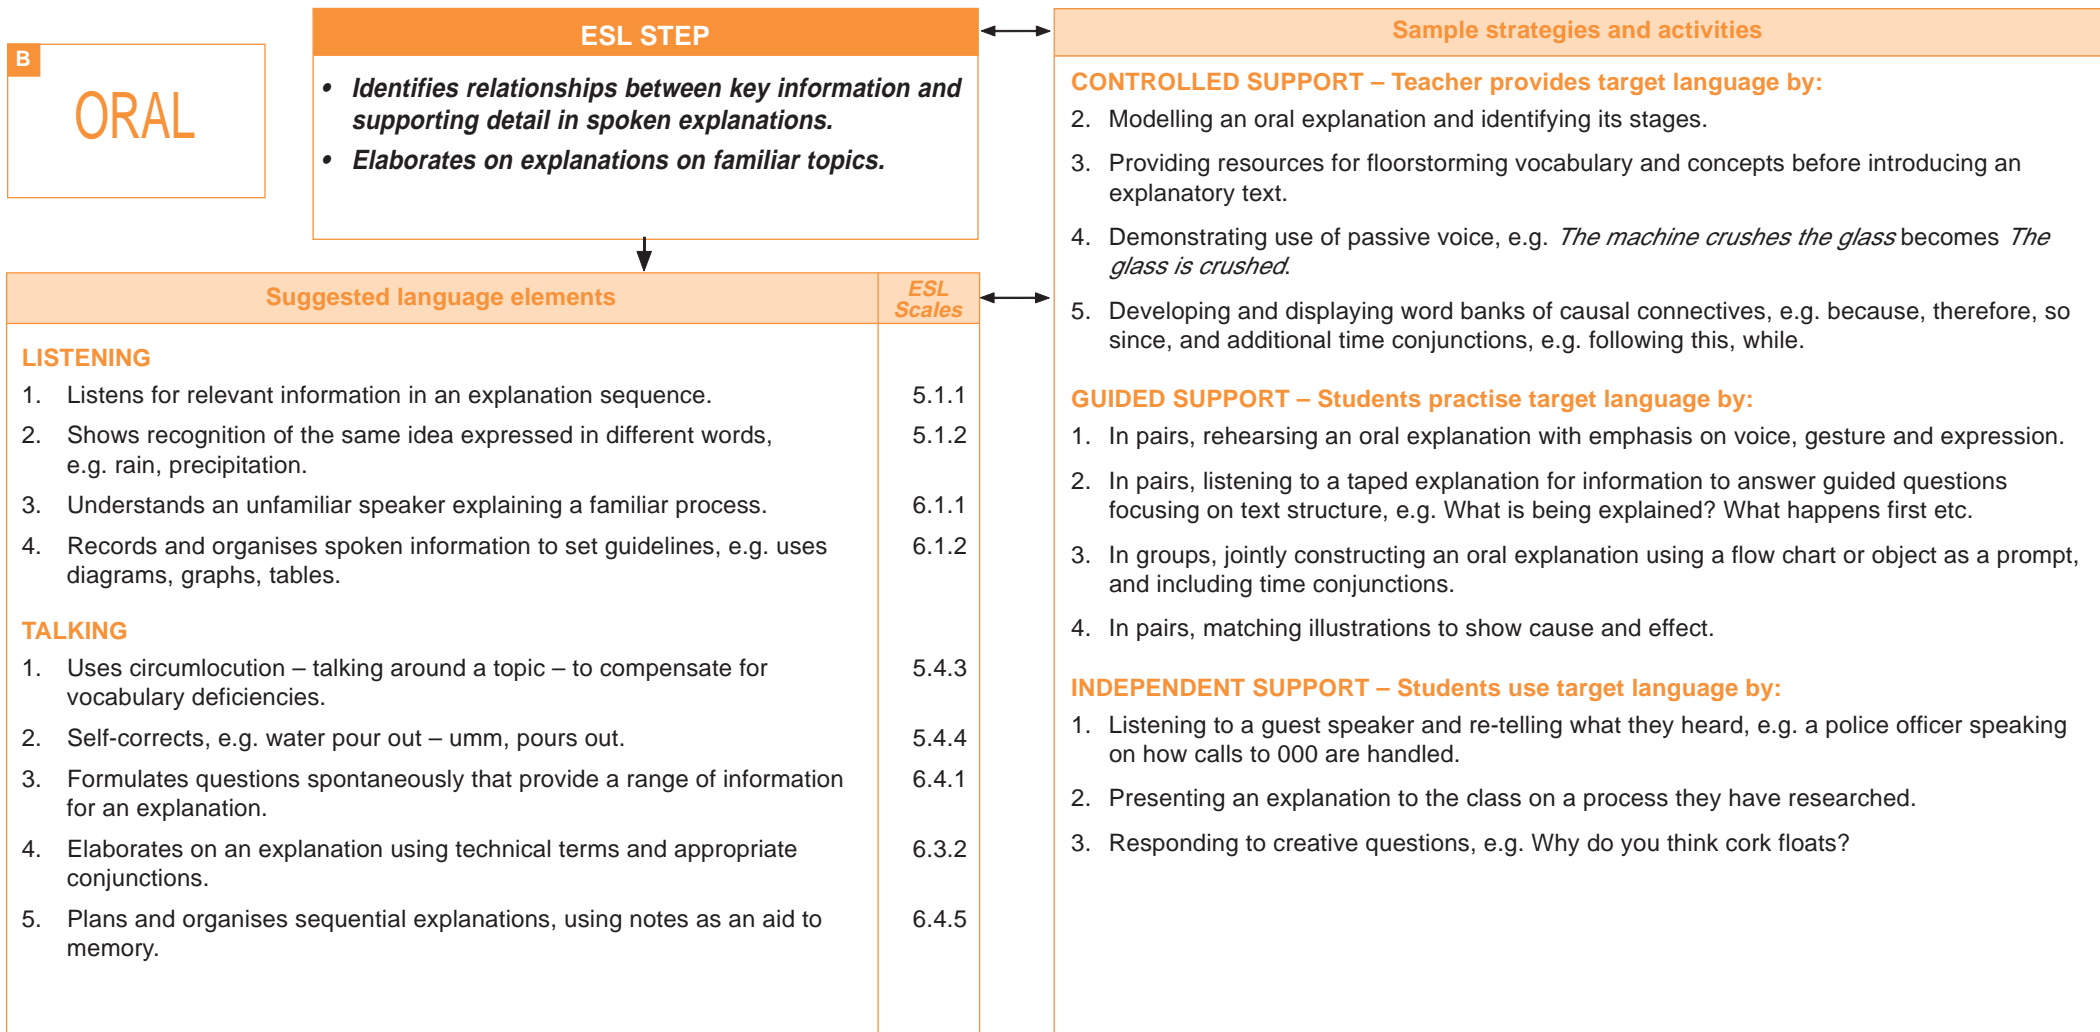 B
ORAL
ESL STEP
• Identifies relationships between key information and
supporting detail in spoken explanations.
• Elaborates on explanations on familiar topics.
Suggested language elements
ESL
Scales
LISTENING
1. Listens for relevant information in an explanation sequence. 5.1.1
2. Shows recognition of the same idea expressed in different words, 5.1.2
e.g. rain, precipitation.
3. Understands an unfamiliar speaker explaining a familiar process. 6.1.1
4. Records and organises spoken information to set guidelines, e.g. uses 6.1.2
diagrams, graphs, tables.
TALKING
1. Uses circumlocution – talking around a topic – to compensate for 5.4.3
vocabulary deficiencies.
2. Self-corrects, e.g. water pour out – umm, pours out. 5.4.4
3. Formulates questions spontaneously that provide a range of information 6.4.1
for an explanation.
4. Elaborates on an explanation using technical terms and appropriate 6.3.2
conjunctions.
5. Plans and organises sequential explanations, using notes as an aid to 6.4.5
memory.
Sample strategies and activities
CONTROLLED SUPPORT – Teacher provides target language by:
2. Modelling an oral explanation and identifying its stages.
3. Providing resources for floorstorming vocabulary and concepts before introducing an
explanatory text.
4. Demonstrating use of passive voice, e.g. The machine crushes the glass becomes The
glass is crushed.
5. Developing and displaying word banks of causal connectives, e.g. because, therefore, so
since, and additional time conjunctions, e.g. following this, while.
GUIDED SUPPORT – Students practise target language by:
1. In pairs, rehearsing an oral explanation with emphasis on voice, gesture and expression.
2. In pairs, listening to a taped explanation for information to answer guided questions
focusing on text structure, e.g. What is being explained? What happens first etc.
3. In groups, jointly constructing an oral explanation using a flow chart or object as a prompt,
and including time conjunctions.
4. In pairs, matching illustrations to show cause and effect.
INDEPENDENT SUPPORT – Students use target language by:
1. Listening to a guest speaker and re-telling what they heard, e.g. a police officer speaking
on how calls to 000 are handled.
2. Presenting an explanation to the class on a process they have researched.
3. Responding to creative questions, e.g. Why do you think cork floats?